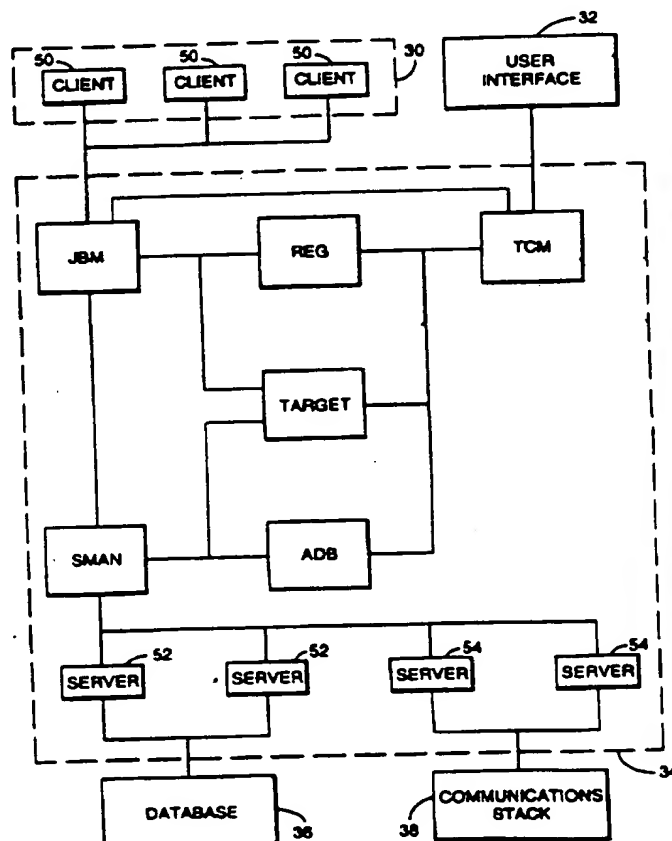 50 50 50 30 32
CLIENT CLIENT CLIENT
USER
INTERFACE
JBM REG TCM
TARGET
SMAN ADB
52 52 54 54
SERVER SERVER SERVER SERVER
34
DATABASE 36
38 COMMUNICATIONS
STACK